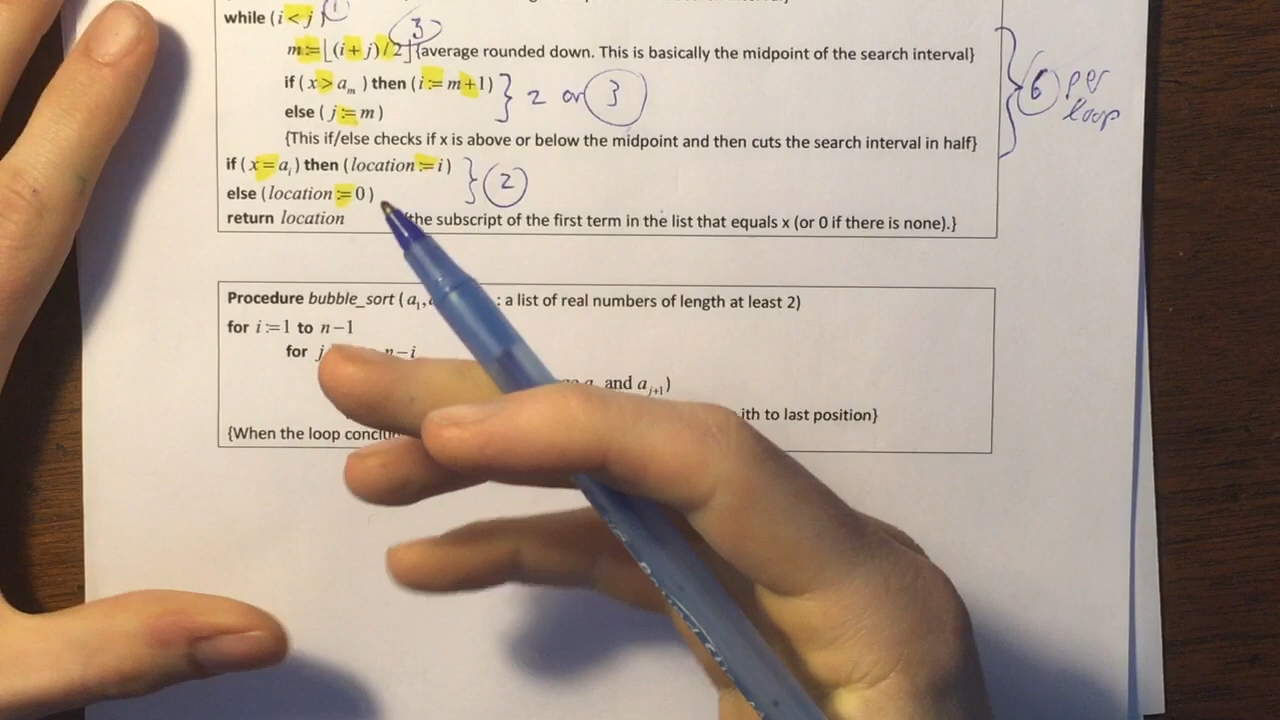 while (i < j) 1
m:=⌊(i+j)/2⌋ {average rounded down. This is basically the midpoint of the search interval} 3
if (x > aₘ) then (i := m+1) } 2 or 3
else (j := m)
{This if/else checks if x is above or below the midpoint and then cuts the search interval in half}
} 6 per loop
if (x = aᵢ) then (location := i) } 2
else (location := 0)
return location the subscript of the first term in the list that equals x (or 0 if there is none).}
Procedure bubble_sort (a₁, : a list of real numbers of length at least 2)
for i:=1 to n−1
for j n−i
and aⱼ₊₁)
ith to last position}
{When the loop